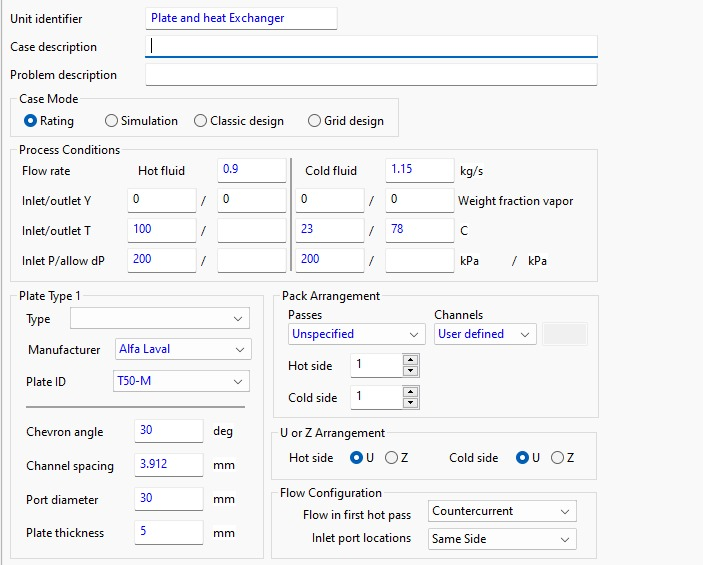 Unit identifier Plate and heat Exchanger
Case description
Problem description
Case Mode
Rating Simulation Classic design Grid design
Process Conditions
Flow rate Hot fluid 0.9 Cold fluid 1.15 kg/s
Inlet/outlet Y 0 / 0 0 / 0 Weight fraction vapor
Inlet/outlet T 100 / 23 / 78 C
Inlet P/allow dP 200 / 200 / kPa / kPa
Plate Type 1
Type
Manufacturer Alfa Laval
Plate ID T50-M
Chevron angle 30 deg
Channel spacing 3.912 mm
Port diameter 30 mm
Plate thickness 5 mm
Pack Arrangement
Passes Channels
Unspecified User defined
Hot side 1
Cold side 1
U or Z Arrangement
Hot side U Z Cold side U Z
Flow Configuration
Flow in first hot pass Countercurrent
Inlet port locations Same Side